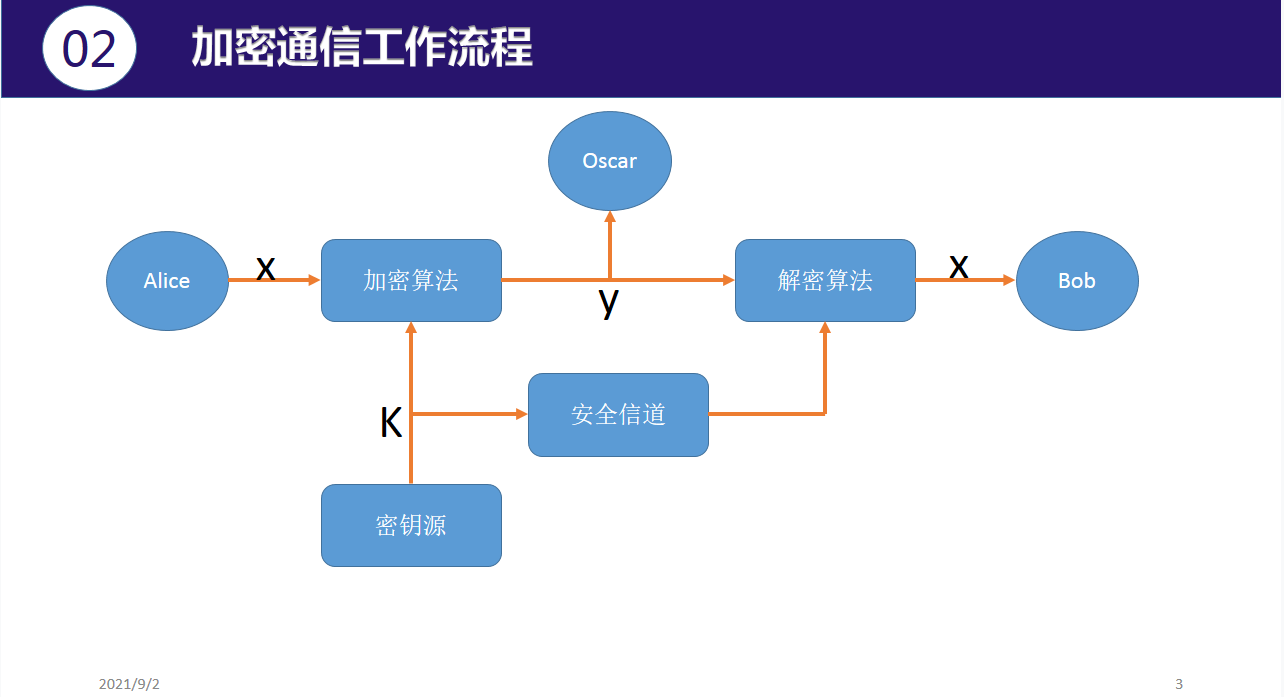 02
加密通信工作流程
Oscar
Alice
x
加密算法
y
解密算法
x
Bob
K
安全信道
密钥源
2021/9/2
3